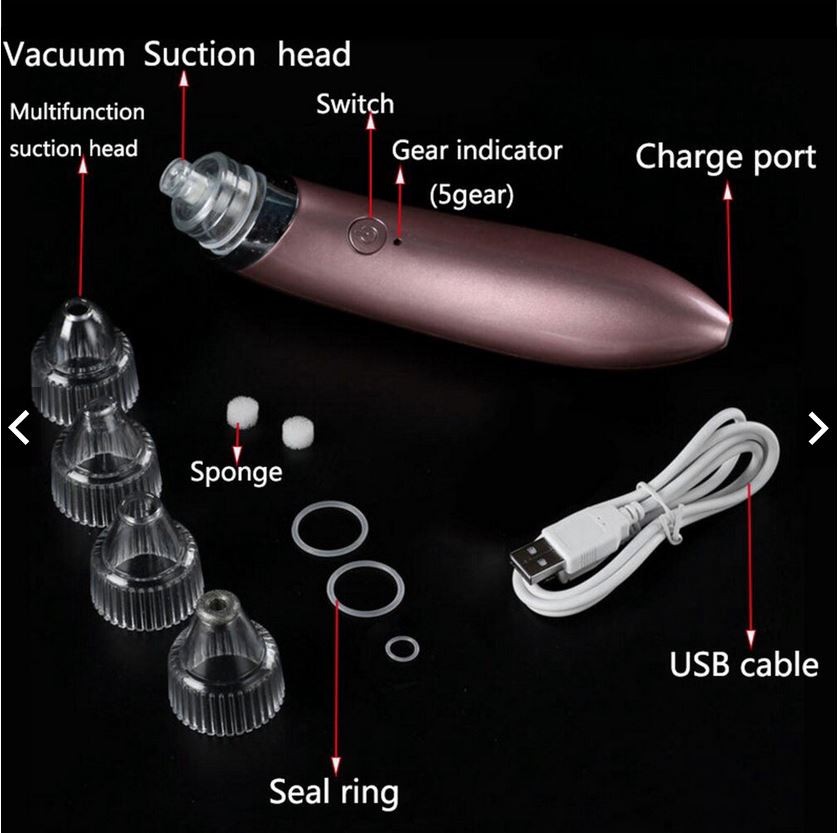 Vacuum Suction head
Multifunction
suction head
Switch
Gear indicator
(5gear)
Charge port
Sponge
USB cable
Seal ring